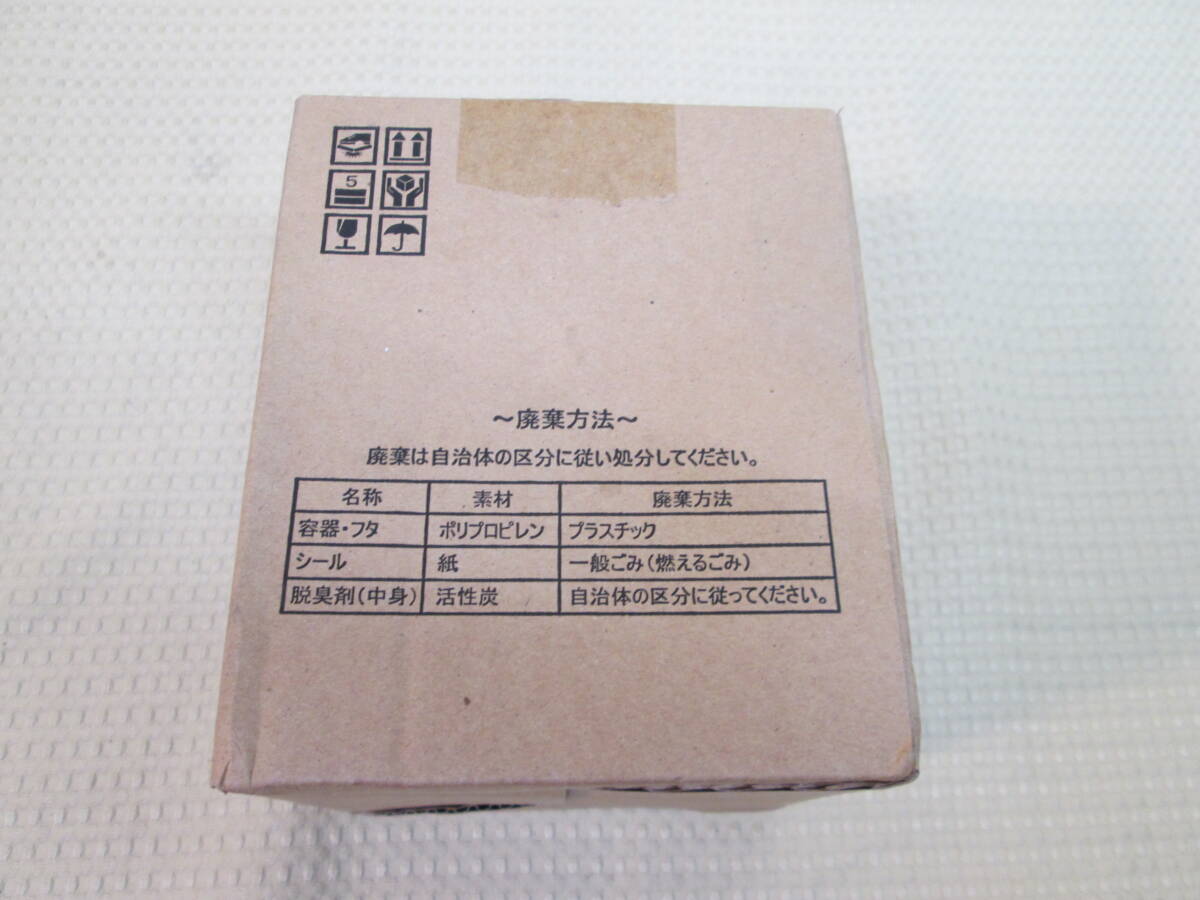 5
～廃棄方法～
廃棄は自治体の区分に従い処分してください。
名称 素材 廃棄方法
容器・フタ ポリプロピレン プラスチック
シール 紙 一般ごみ（燃えるごみ）
脱臭剤（中身） 活性炭 自治体の区分に従ってください。